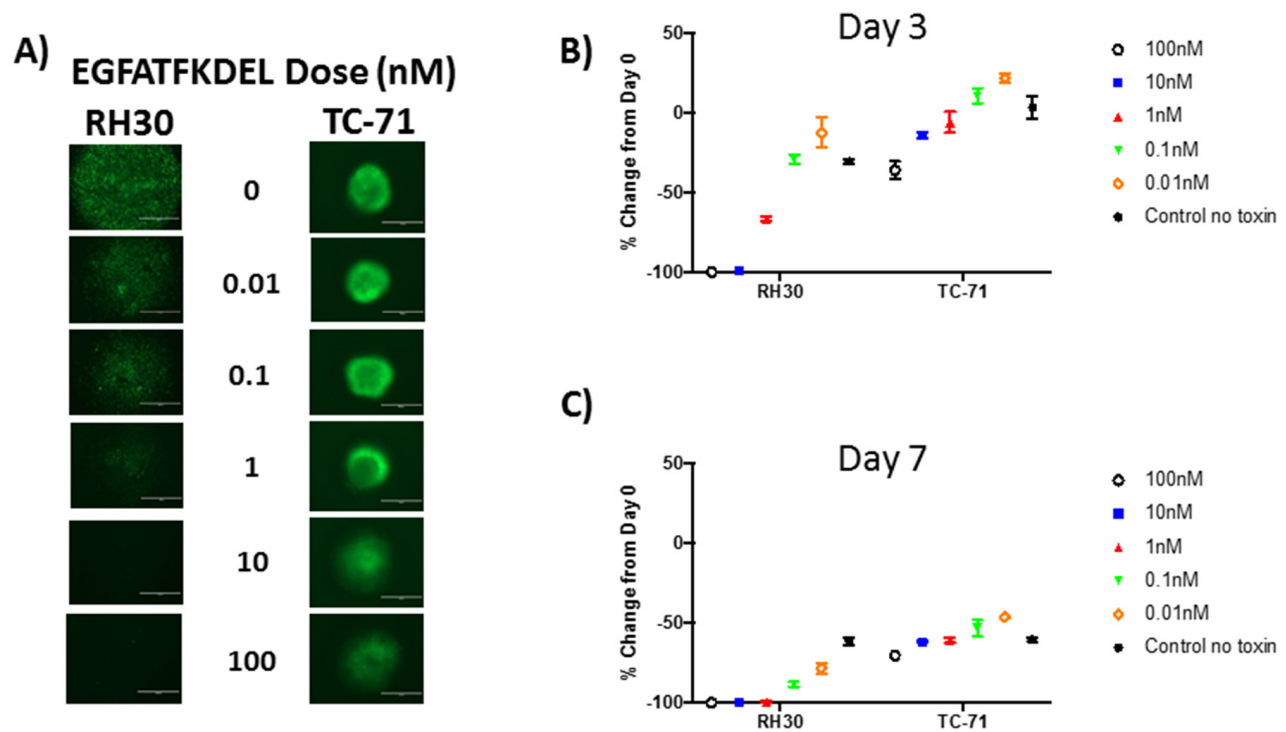 A)
EGFATFKDEL Dose (nM)
RH30 TC-71
0
0.01
0.1
1
10
100
B)
Day 3
% Change from Day 0
50
0
-50
-100
RH30 TC-71
100nM
10nM
1nM
0.1nM
0.01nM
Control no toxin
C)
Day 7
% Change from Day 0
50
0
-50
-100
RH30 TC-71
100nM
10nM
1nM
0.1nM
0.01nM
Control no toxin